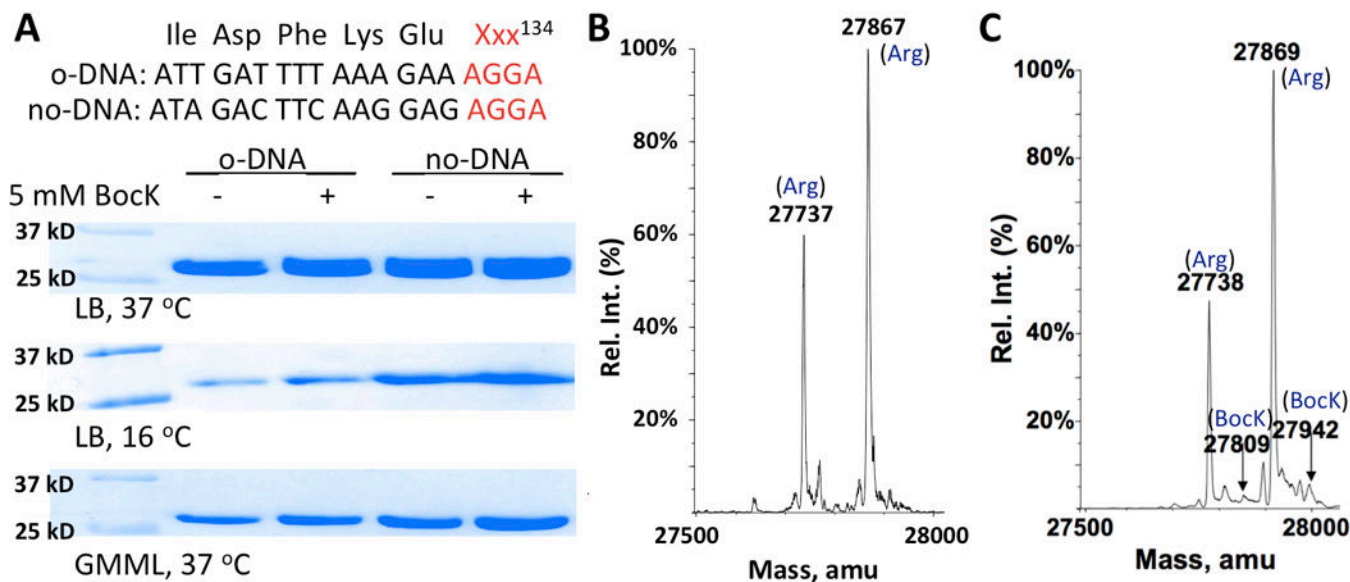 A
Ile Asp Phe Lys Glu Xxx134
o-DNA: ATT GAT TTT AAA GAA AGGA
no-DNA: ATA GAC TTC AAG GAG AGGA
o-DNA no-DNA
5 mM BocK - + - +
37 kD
25 kD
LB, 37 °C
37 kD
25 kD
LB, 16 °C
37 kD
25 kD
GMML, 37 °C
B
27867
100%
(Arg)
80%
(Arg)
27737
60%
40%
20%
Rel. Int. (%)
27500 28000
Mass, amu
C
27869
100%
(Arg)
80%
60%
(Arg)
27738
40%
20%
(BocK)
27809
(BocK)
27942
Rel. Int. (%)
27500 28000
Mass, amu